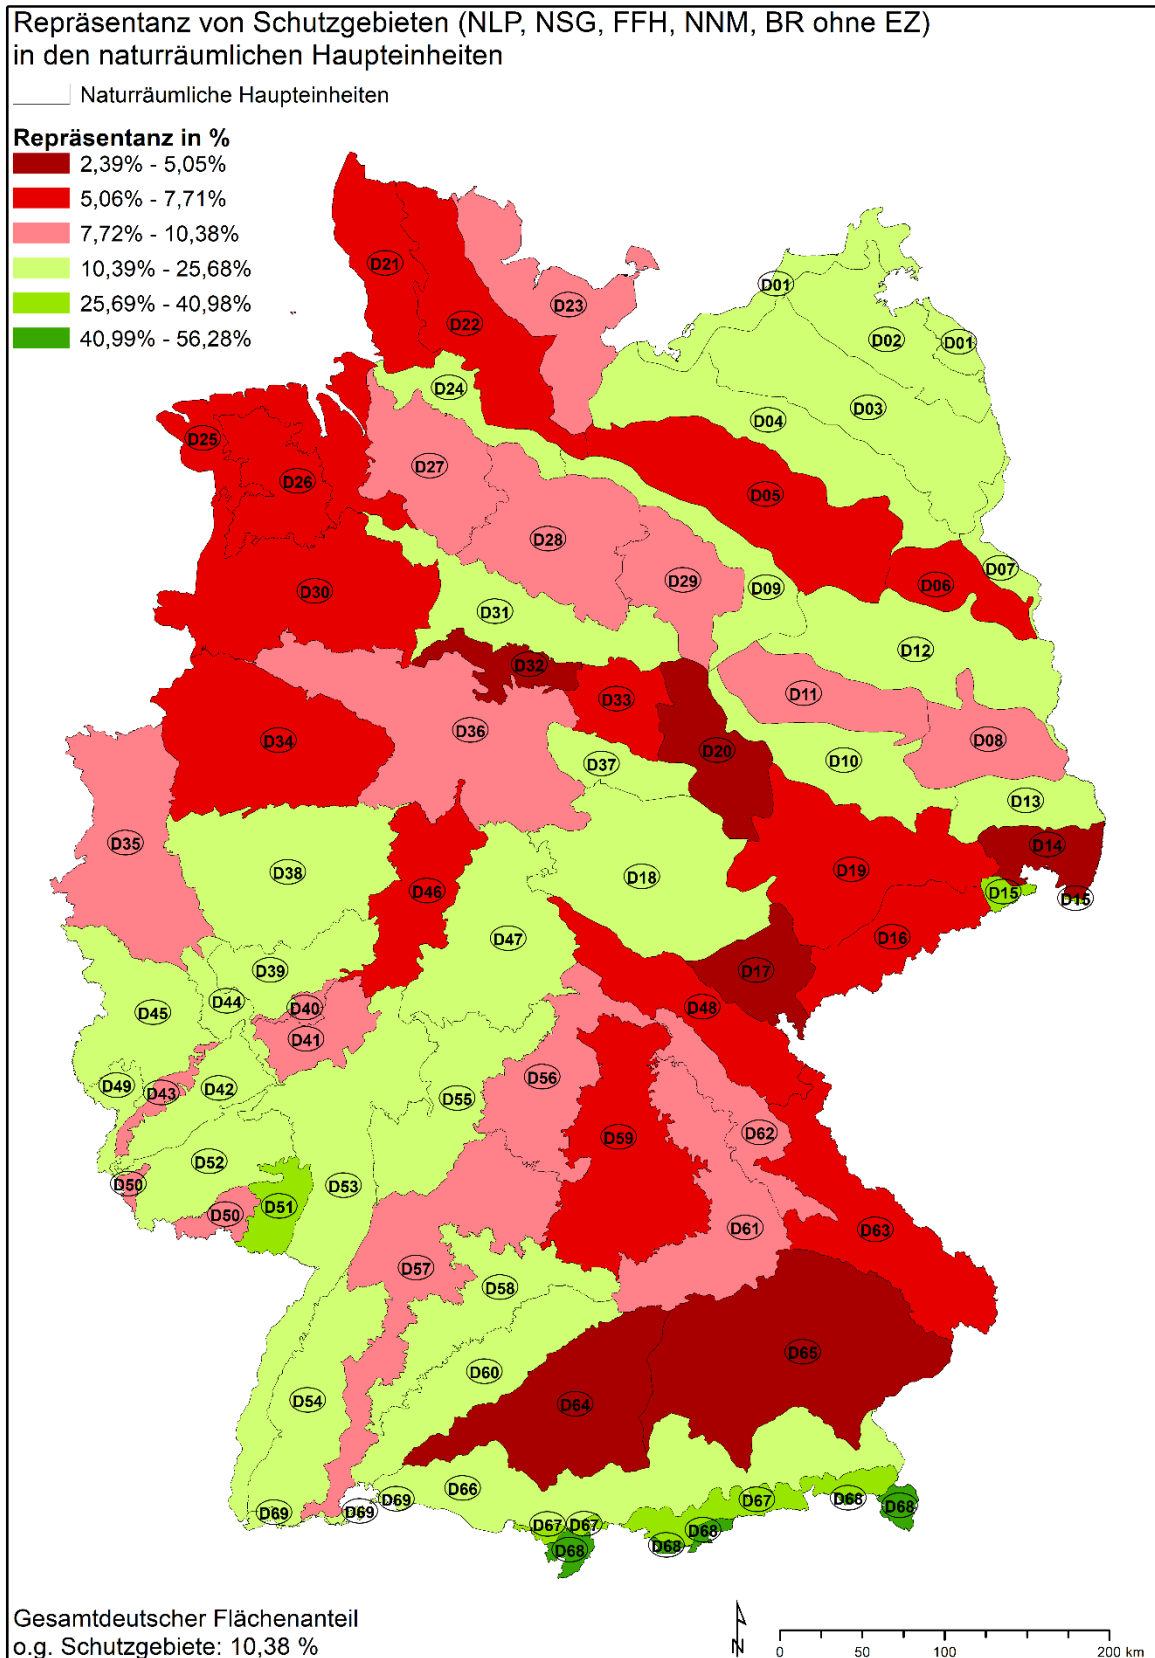 Repräsentanz von Schutzgebieten (NLP, NSG, FFH, NNM, BR ohne EZ)
in den naturräumlichen Haupteinheiten
Naturräumliche Haupteinheiten
Repräsentanz in %
2,39% - 5,05%
5,06% - 7,71%
7,72% - 10,38%
10,39% - 25,68%
25,69% - 40,98%
40,99% - 56,28%
D21
D01
D23
D22
D02
D01
D24
D03
D04
D25
D27
D26
D05
D28
D07
D29
D06
D30
D09
D31
D12
D32
D11
D33
D36
D34
D08
D20
D10
D37
D13
D35
D14
D38
D18
D19
D46
D15
D15
D47
D16
D39
D17
D44
D48
D40
D45
D41
D56
D49
D42
D43
D55
D62
D59
D52
D50
D53
D51
D50
D61
D63
D57
D58
D65
D60
D54
D64
D66
D69
D67
D68
D68
D69
D69
D67
D67
D68
D68
D68
Gesamtdeutscher Flächenanteil
o.g. Schutzgebiete: 10,38 %
N
0 50 100 200 km